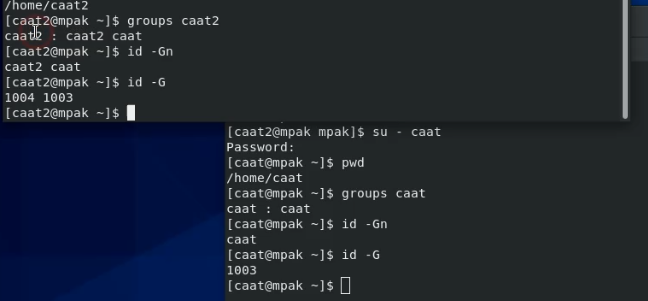 /home/caat2
[caat2@mpak ~]$ groups caat2
caat2 : caat2 caat
[caat2@mpak ~]$ id -Gn
caat2 caat
[caat2@mpak ~]$ id -G
1004 1003
[caat2@mpak ~]$
[caat2@mpak mpak]$ su - caat
Password:
[caat@mpak ~]$ pwd
/home/caat
[caat@mpak ~]$ groups caat
caat : caat
[caat@mpak ~]$ id -Gn
caat
[caat@mpak ~]$ id -G
1003
[caat@mpak ~]$